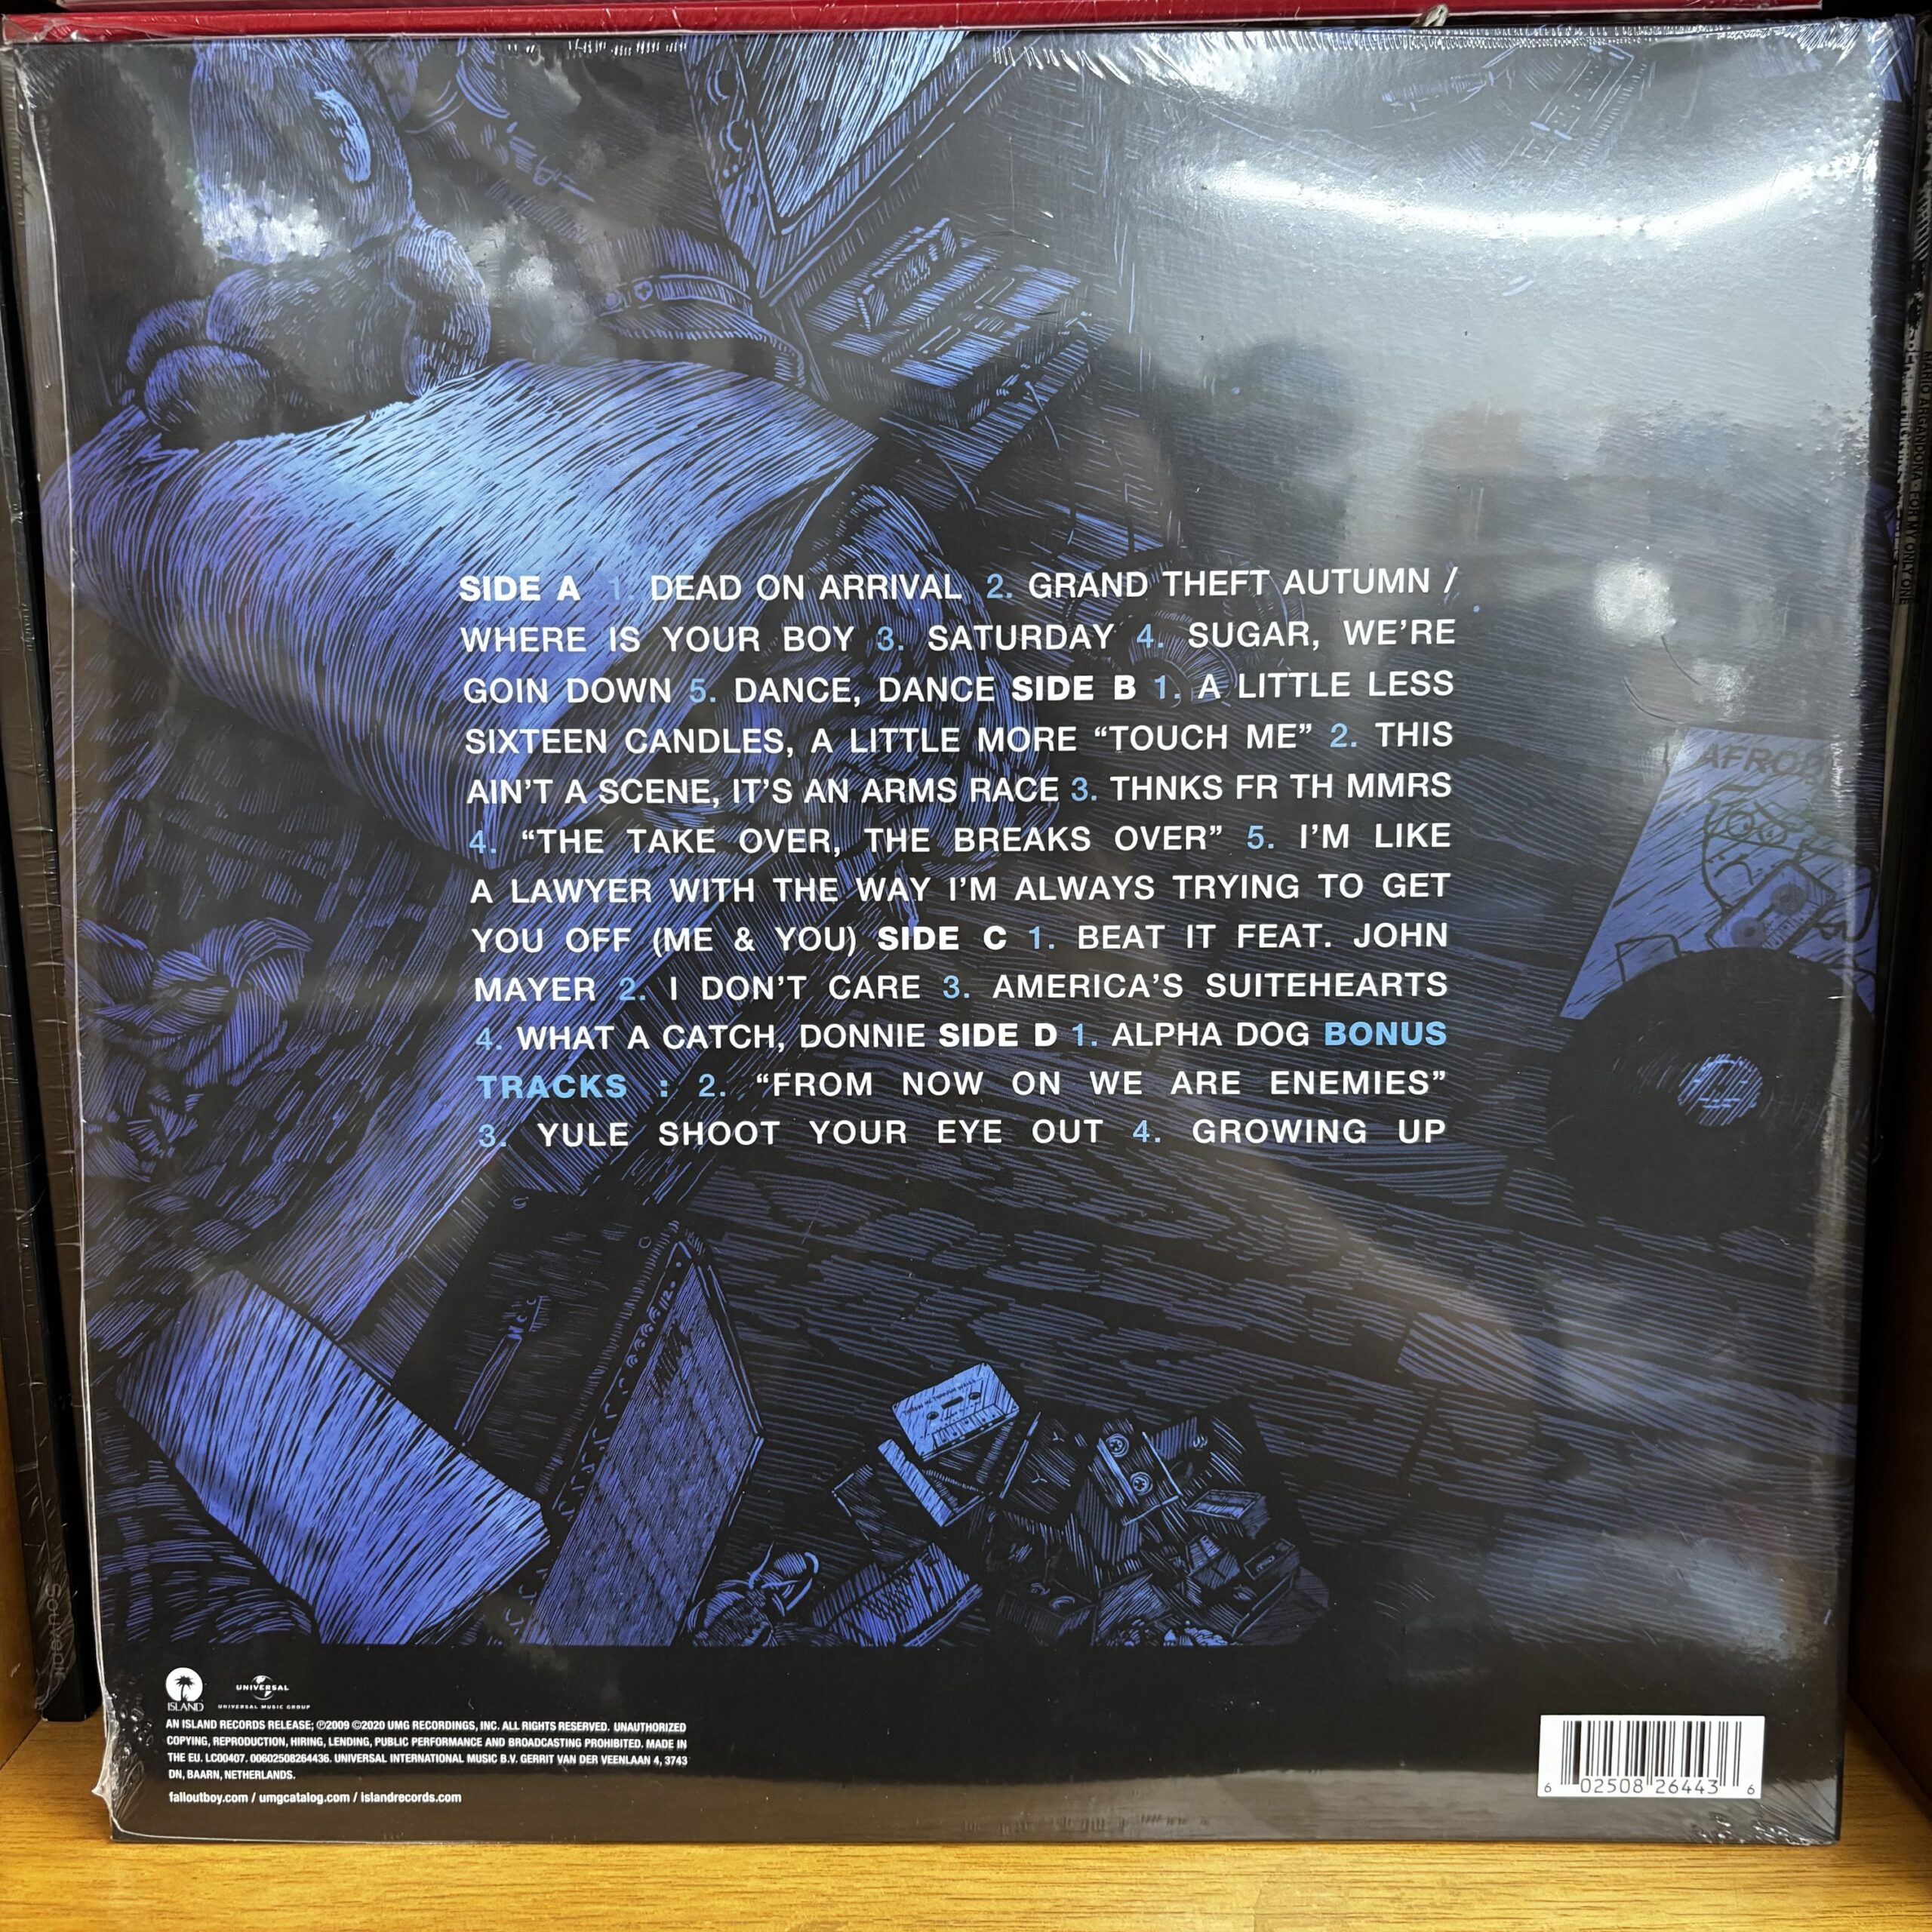 SIDE A 1. DEAD ON ARRIVAL 2. GRAND THEFT AUTUMN /
WHERE IS YOUR BOY 3. SATURDAY 4. SUGAR, WE'RE
GOIN DOWN 5. DANCE, DANCE SIDE B 1. A LITTLE LESS
SIXTEEN CANDLES, A LITTLE MORE “TOUCH ME” 2. THIS
AIN'T A SCENE, IT'S AN ARMS RACE 3. THNKS FR TH MMRS
4. “THE TAKE OVER, THE BREAKS OVER” 5. I'M LIKE
A LAWYER WITH THE WAY I'M ALWAYS TRYING TO GET
YOU OFF (ME & YOU) SIDE C 1. BEAT IT FEAT. JOHN
MAYER 2. I DON'T CARE 3. AMERICA'S SUITEHEARTS
4. WHAT A CATCH, DONNIE SIDE D 1. ALPHA DOG BONUS
TRACKS : 2. “FROM NOW ON WE ARE ENEMIES”
3. YULE SHOOT YOUR EYE OUT 4. GROWING UP
ISLAND
UNIVERSAL
UNIVERSAL MUSIC GROUP
AN ISLAND RECORDS RELEASE; ℗2009 ©2020 UMG RECORDINGS, INC. ALL RIGHTS RESERVED. UNAUTHORIZED
COPYING, REPRODUCTION, HIRING, LENDING, PUBLIC PERFORMANCE AND BROADCASTING PROHIBITED. MADE IN
THE EU. LC00407. 00602508264436. UNIVERSAL INTERNATIONAL MUSIC B.V. GERRIT VAN DER VEENLAAN 4, 3743
DN, BAARN, NETHERLANDS.
falloutboy.com / umgcatalog.com / islandrecords.com
6 02508 26443 6
souvenir